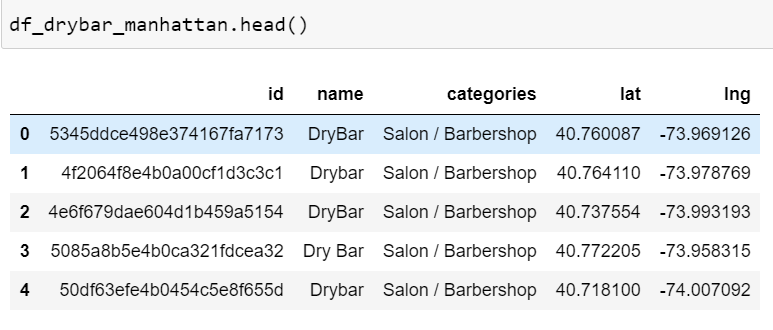 df_drybar_manhattan.head()
id name categories lat lng
0 5345ddce498e374167fa7173 DryBar Salon / Barbershop 40.760087 -73.969126
1 4f2064f8e4b0a00cf1d3c3c1 Drybar Salon / Barbershop 40.764110 -73.978769
2 4e6f679dae604d1b459a5154 DryBar Salon / Barbershop 40.737554 -73.993193
3 5085a8b5e4b0ca321fdcea32 Dry Bar Salon / Barbershop 40.772205 -73.958315
4 50df63efe4b0454c5e8f655d Drybar Salon / Barbershop 40.718100 -74.007092